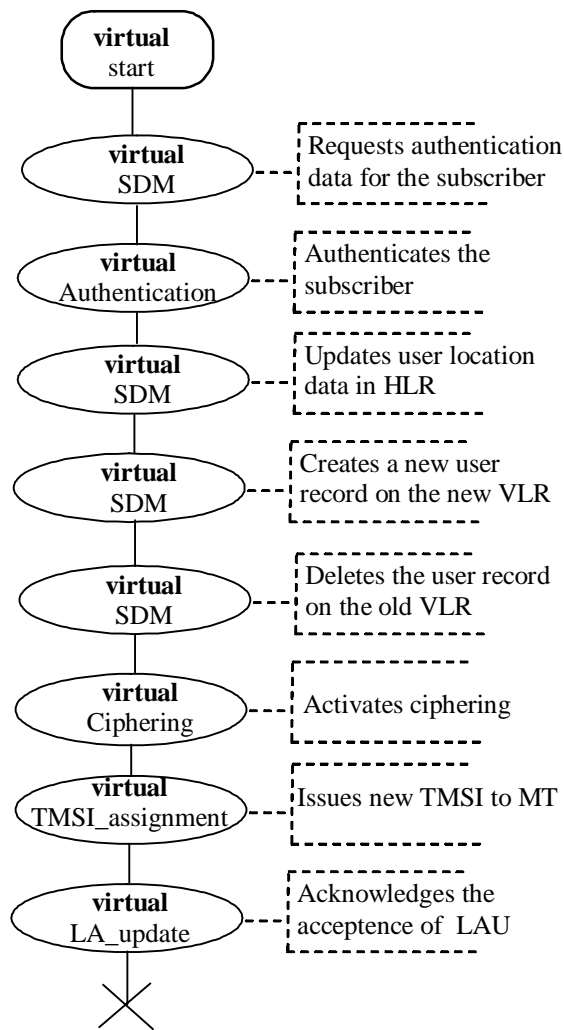 virtual
start
virtual
SDM
Requests authentication
data for the subscriber
virtual
Authentication
Authenticates the
subscriber
virtual
SDM
Updates user location
data in HLR
virtual
SDM
Creates a new user
record on the new VLR
virtual
SDM
Deletes the user record
on the old VLR
virtual
Ciphering
Activates ciphering
virtual
TMSI_assignment
Issues new TMSI to MT
virtual
LA_update
Acknowledges the
acceptence of LAU